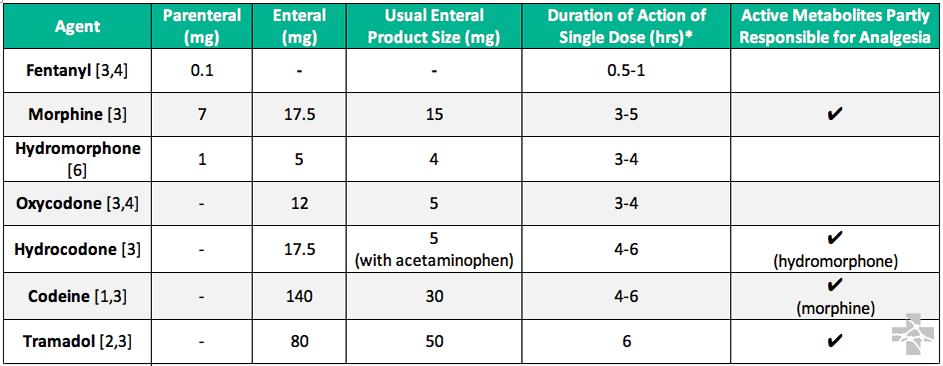 Agent Parenteral (mg) Enteral (mg) Usual Enteral Product Size (mg) Duration of Action of Single Dose (hrs)* Active Metabolites Partly Responsible for Analgesia
Fentanyl [3,4] 0.1 - - 0.5-1
Morphine [3] 7 17.5 15 3-5 ✔
Hydromorphone [6] 1 5 4 3-4
Oxycodone [3,4] - 12 5 3-4
Hydrocodone [3] - 17.5 5 (with acetaminophen) 4-6 ✔ (hydromorphone)
Codeine [1,3] - 140 30 4-6 ✔ (morphine)
Tramadol [2,3] - 80 50 6 ✔